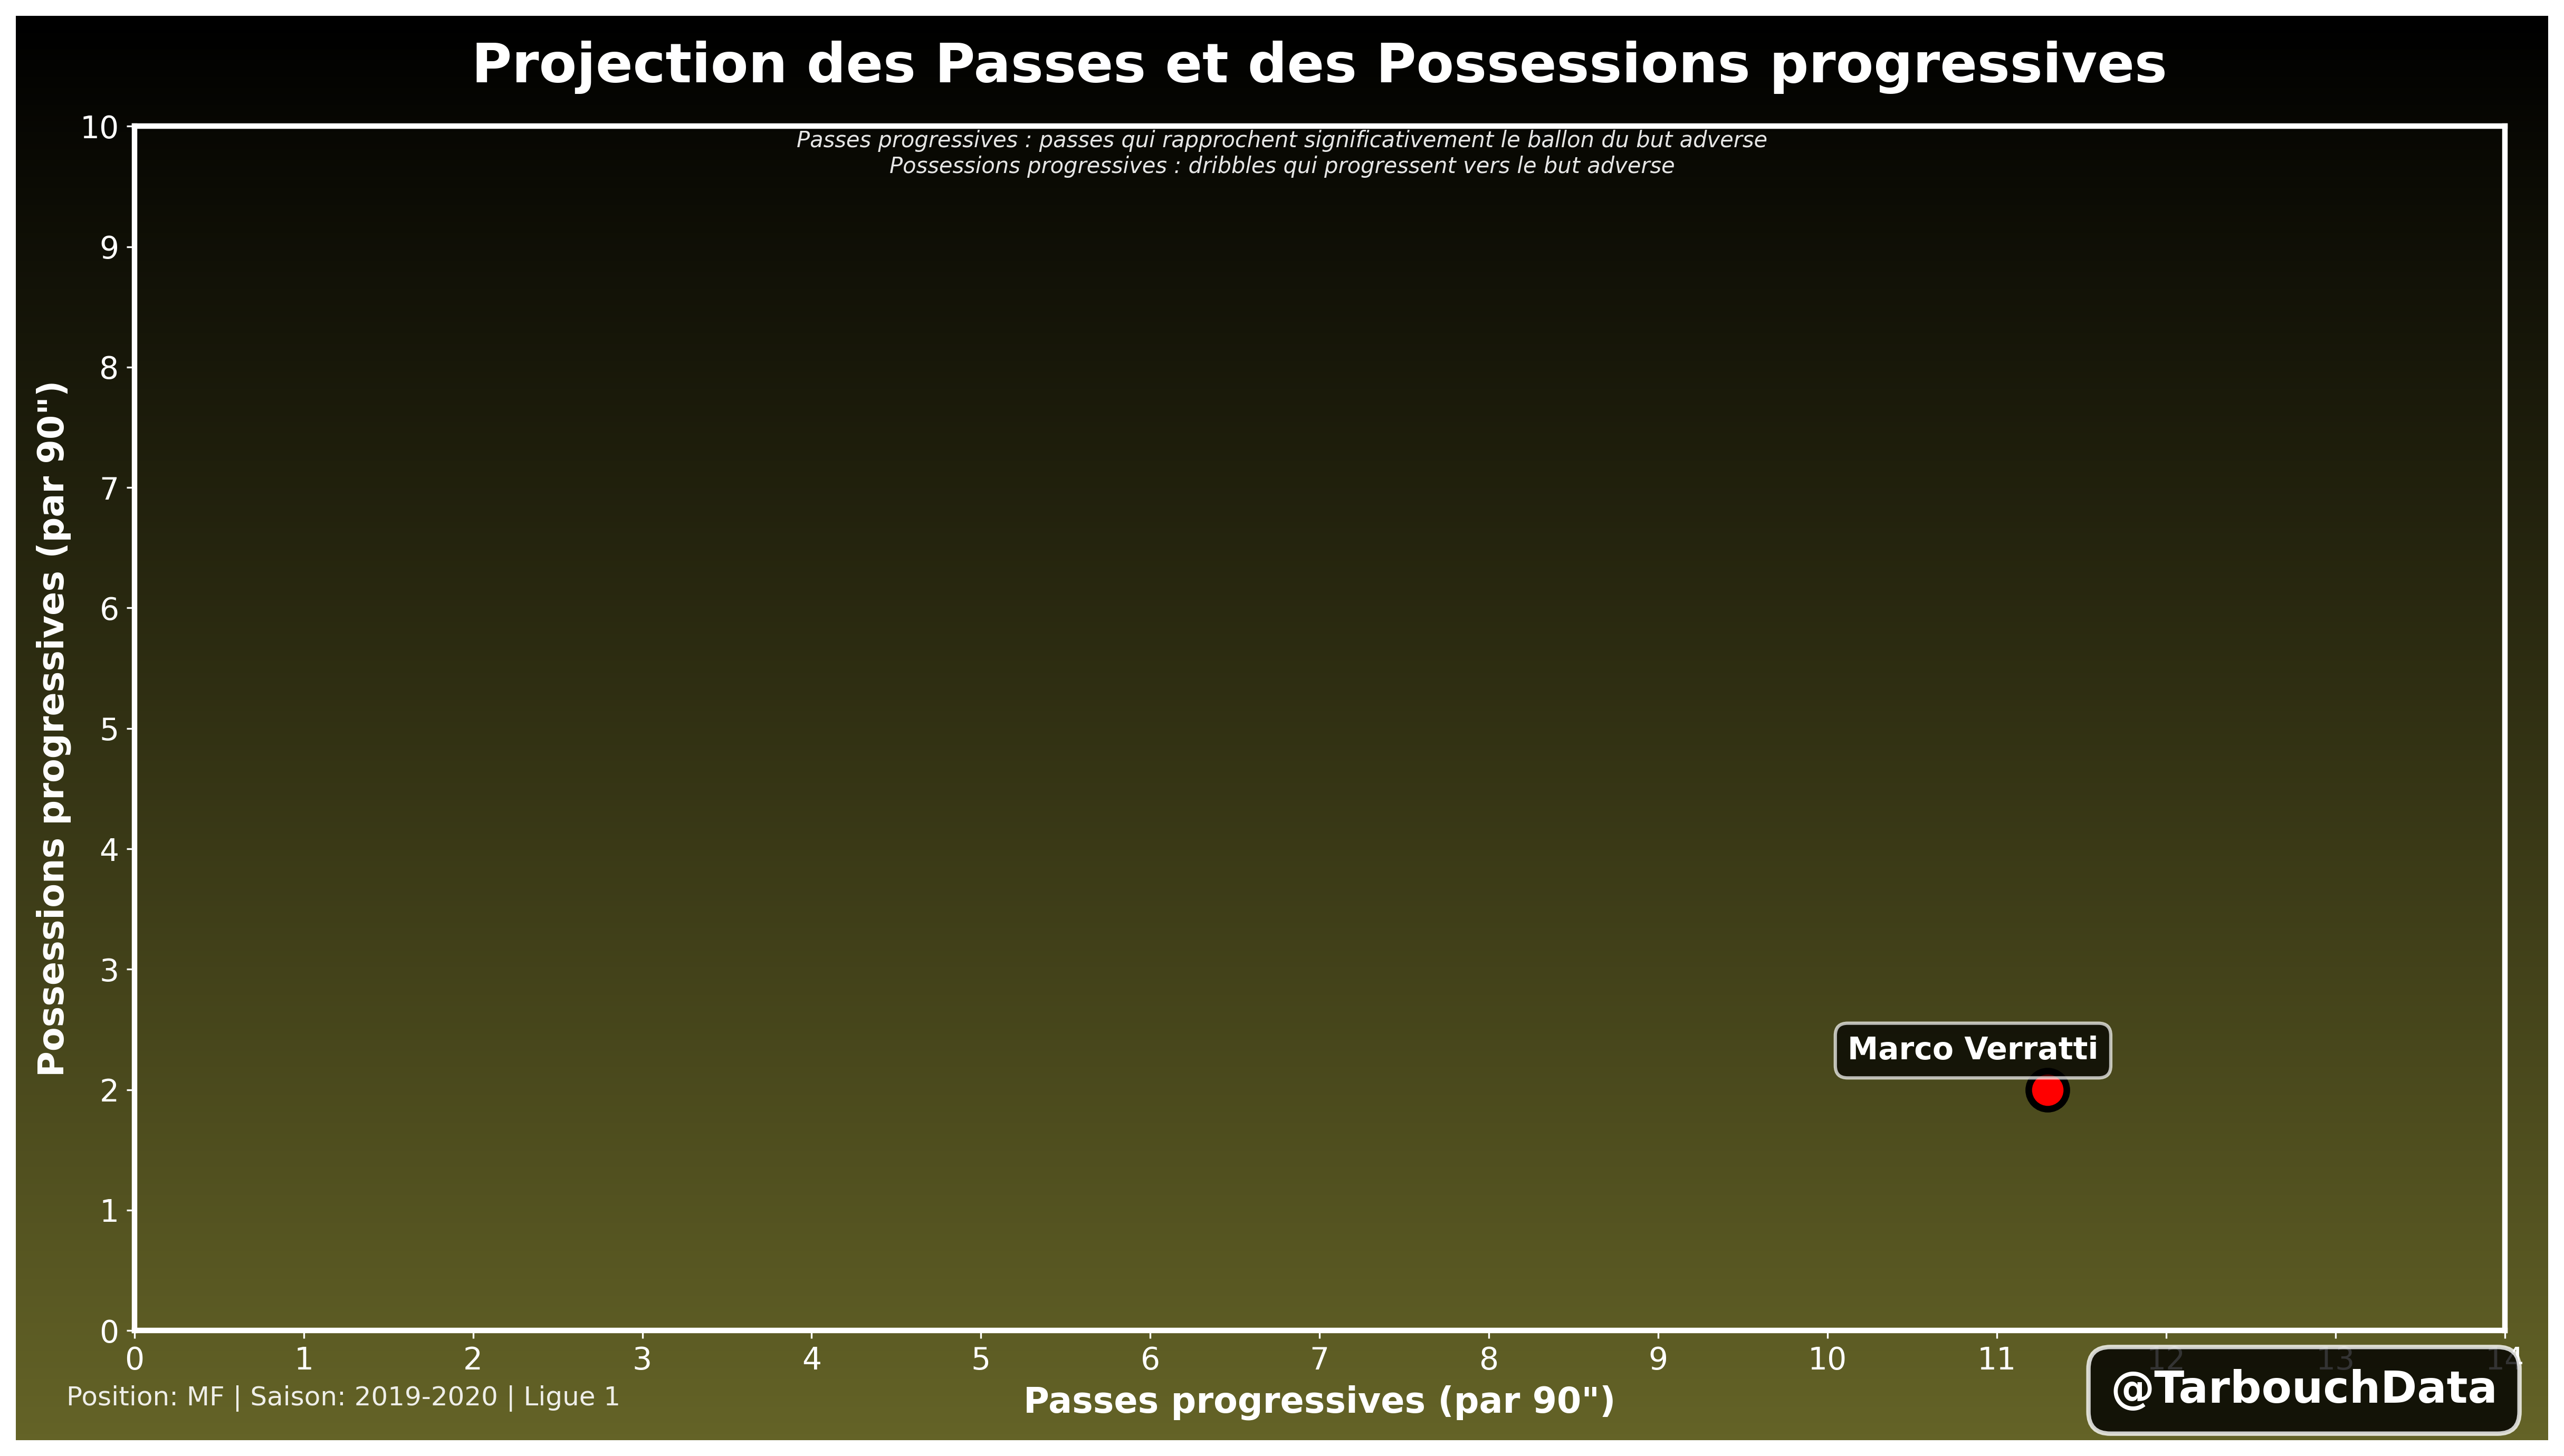 Projection des Passes et des Possessions progressives
Passes progressives : passes qui rapprochent significativement le ballon du but adverse
Possessions progressives : dribbles qui progressent vers le but adverse
Possessions progressives (par 90")
10
9
8
7
6
5
4
3
2
1
0
Marco Verratti
0 1 2 3 4 5 6 7 8 9 10 11 12 13 14
Position: MF | Saison: 2019-2020 | Ligue 1
Passes progressives (par 90")
@TarbouchData